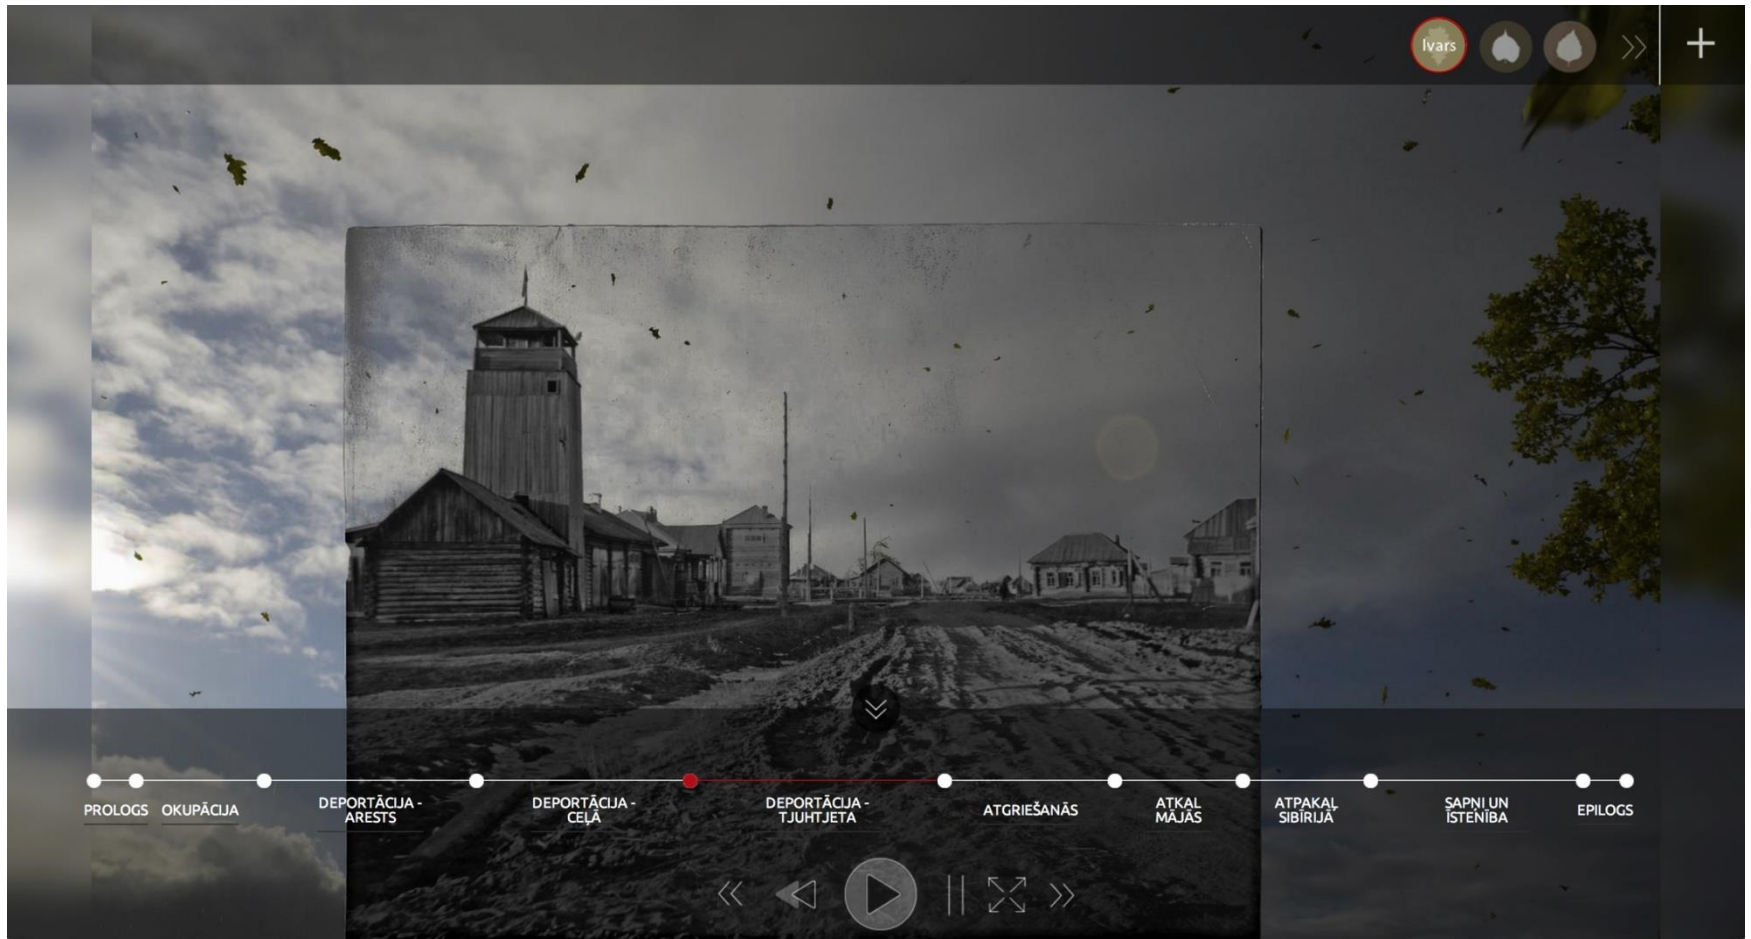 Ivars
PROLOGS
OKUPĀCIJA
DEPORTĀCIJA -
ARESTS
DEPORTĀCIJA -
CEĻĀ
DEPORTĀCIJA -
TJUHTJETA
ATGRIEŠANĀS
ATKAL
MĀJĀS
ATPAKAĻ
SIBĪRIJĀ
SAPŅI UN
ĪSTENĪBA
EPILOGS